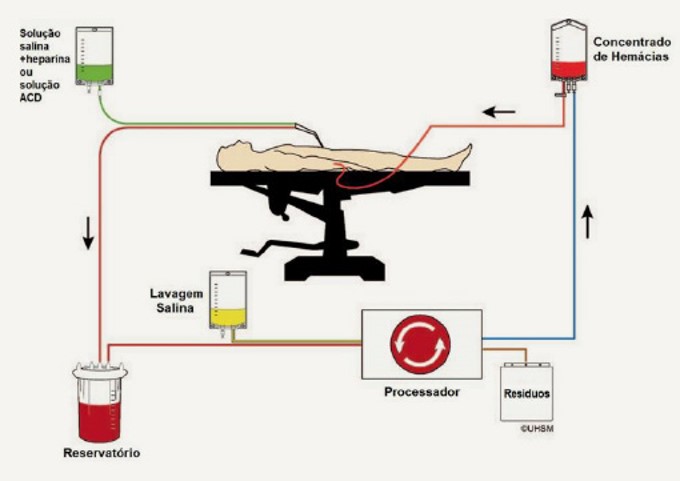 Solução
salina
+heparina
ou
solução
ACD
Concentrado
de Hemácias
Lavagem
Salina
Processador
Resíduos
©UHSM
Reservatório